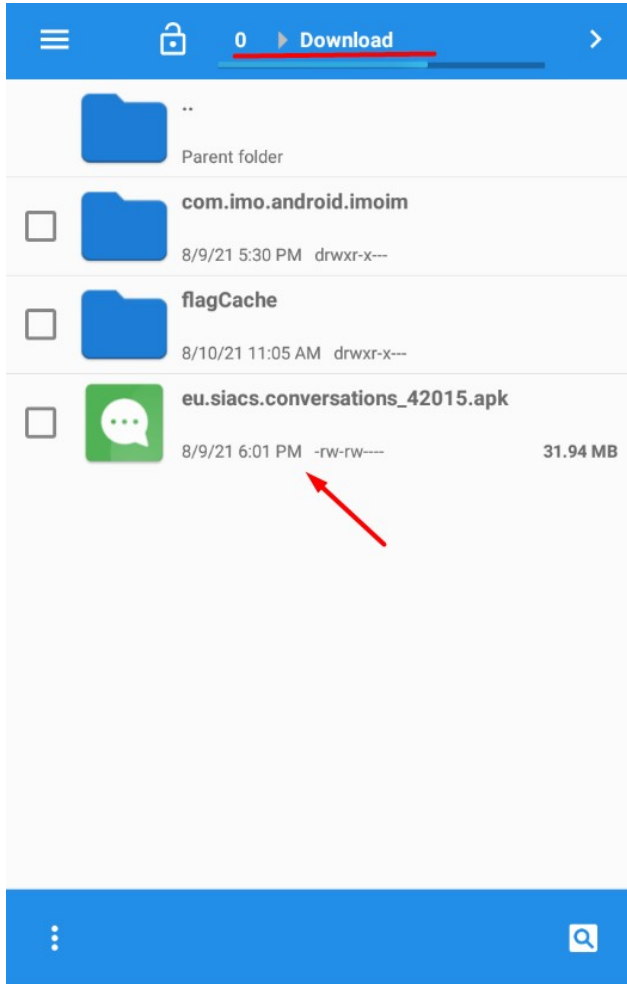 0 Download
..
Parent folder
com.imo.android.imoim
8/9/21 5:30 PM drwxr-x---
flagCache
8/10/21 11:05 AM drwxr-x---
eu.siacs.conversations_42015.apk
8/9/21 6:01 PM -rw-rw---- 31.94 MB